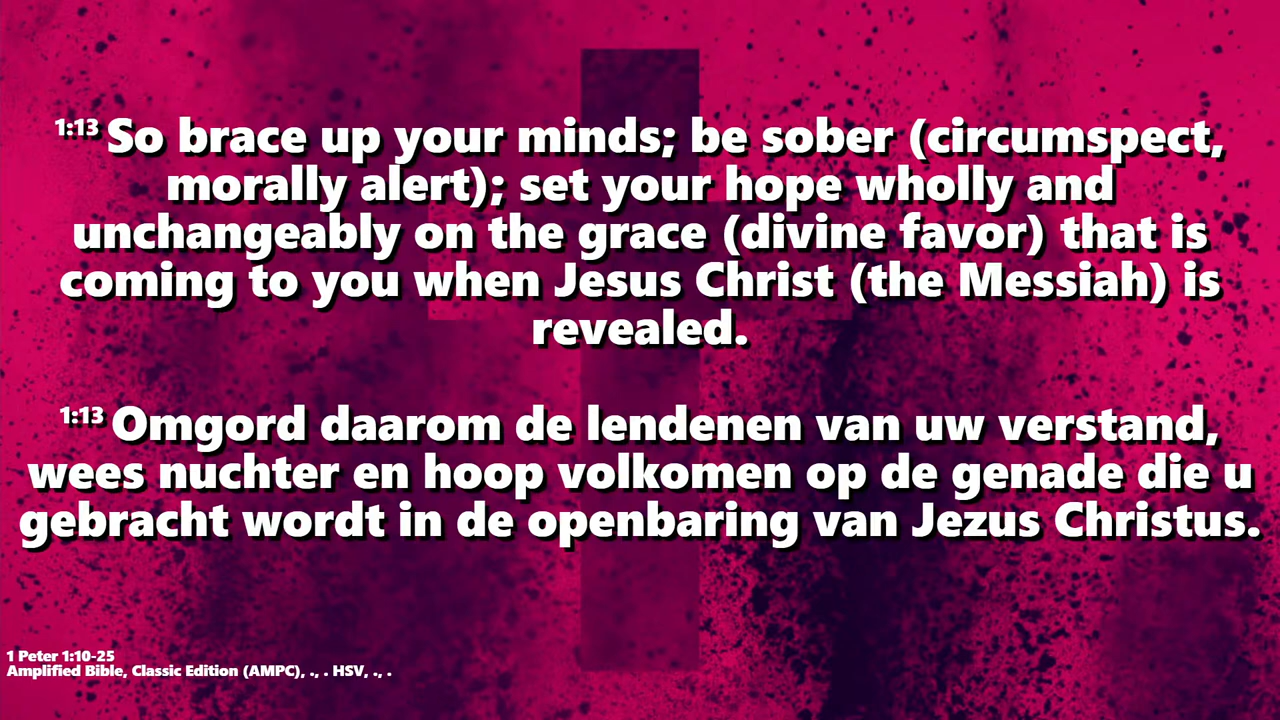 1:13 So brace up your minds; be sober (circumspect,
morally alert); set your hope wholly and
unchangeably on the grace (divine favor) that is
coming to you when Jesus Christ (the Messiah) is
revealed.
1:13 Omgord daarom de lendenen van uw verstand,
wees nuchter en hoop volkomen op de genade die u
gebracht wordt in de openbaring van Jezus Christus.
1 Peter 1:10-25
Amplified Bible, Classic Edition (AMPC), ., . HSV, ., .